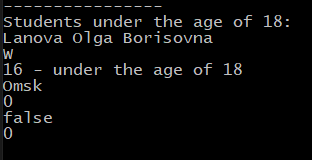 ----------------
Students under the age of 18:
Lanova Olga Borisovna
W
16 - under the age of 18
Omsk
0
false
0